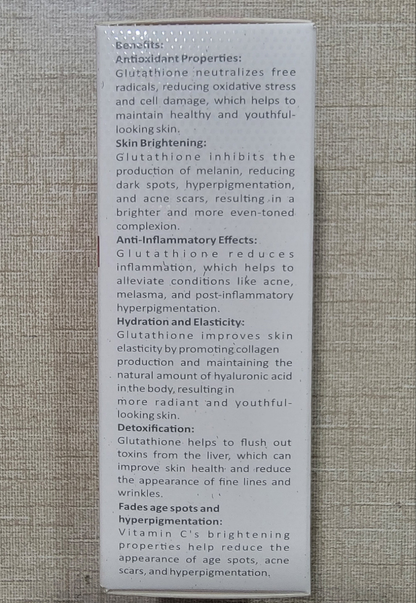 Benefits:
Antioxidant Properties:
Glutathione neutralizes free
radicals, reducing oxidative stress
and cell damage, which helps to
maintain healthy and youthful-
looking skin.
Skin Brightening:
Glutathione inhibits the
production of melanin, reducing
dark spots, hyperpigmentation,
and acne scars, resulting in a
brighter and more even-toned
complexion.
Anti-Inflammatory Effects:
Glutathione reduces
inflammation, which helps to
alleviate conditions like acne,
melasma, and post-inflammatory
hyperpigmentation.
Hydration and Elasticity:
Glutathione improves skin
elasticity by promoting collagen
production and maintaining the
natural amount of hyaluronic acid
in the body, resulting in
more radiant and youthful-
looking skin.
Detoxification:
Glutathione helps to flush out
toxins from the liver, which can
improve skin health and reduce
the appearance of fine lines and
wrinkles.
Fades age spots and
hyperpigmentation:
Vitamin C's brightening
properties help reduce the
appearance of age spots, acne
scars, and hyperpigmentation.